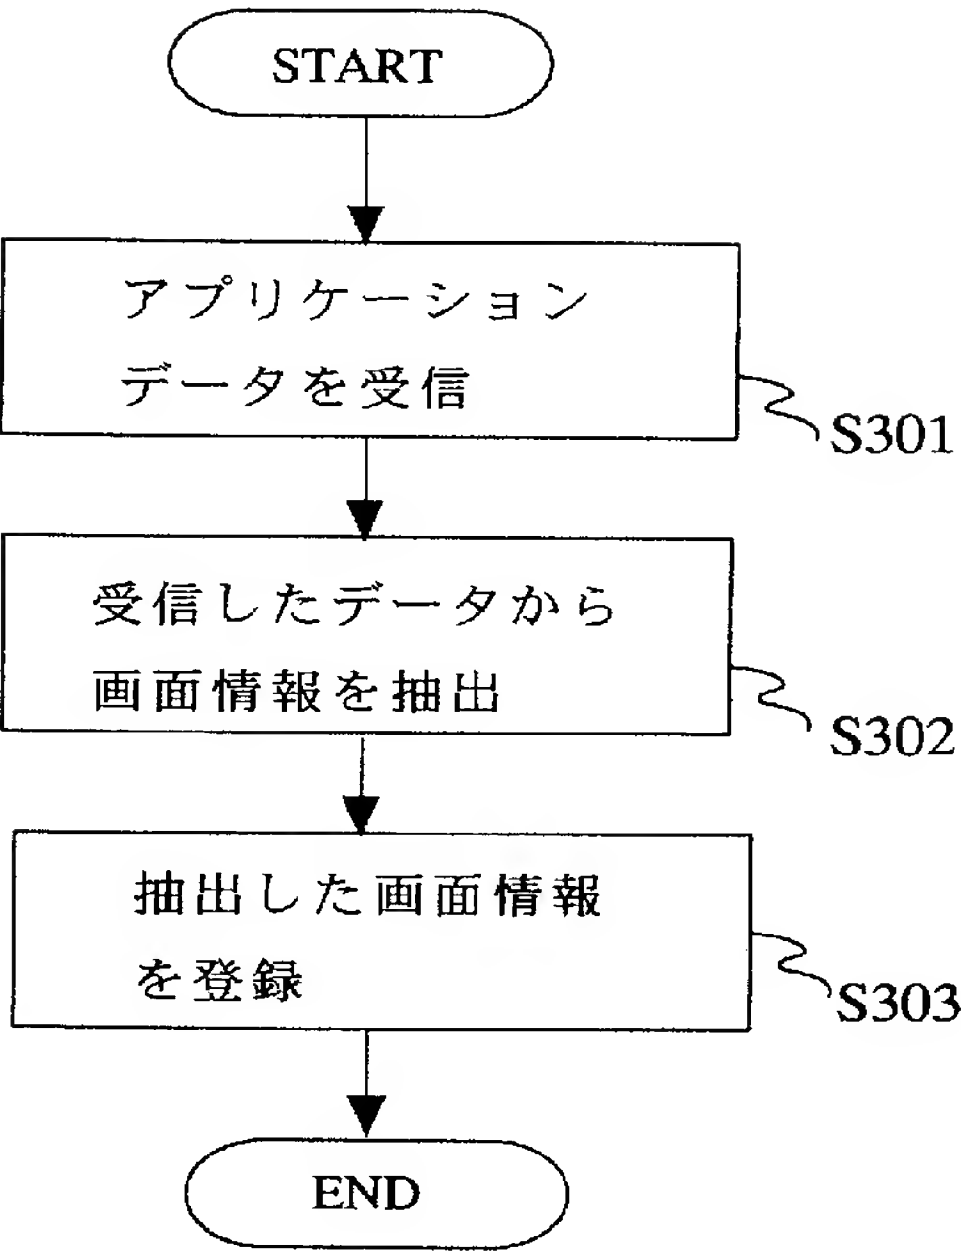 START
アプリケーション
データを受信
S301
受信したデータから
画面情報を抽出
S302
抽出した画面情報
を登録
S303
END